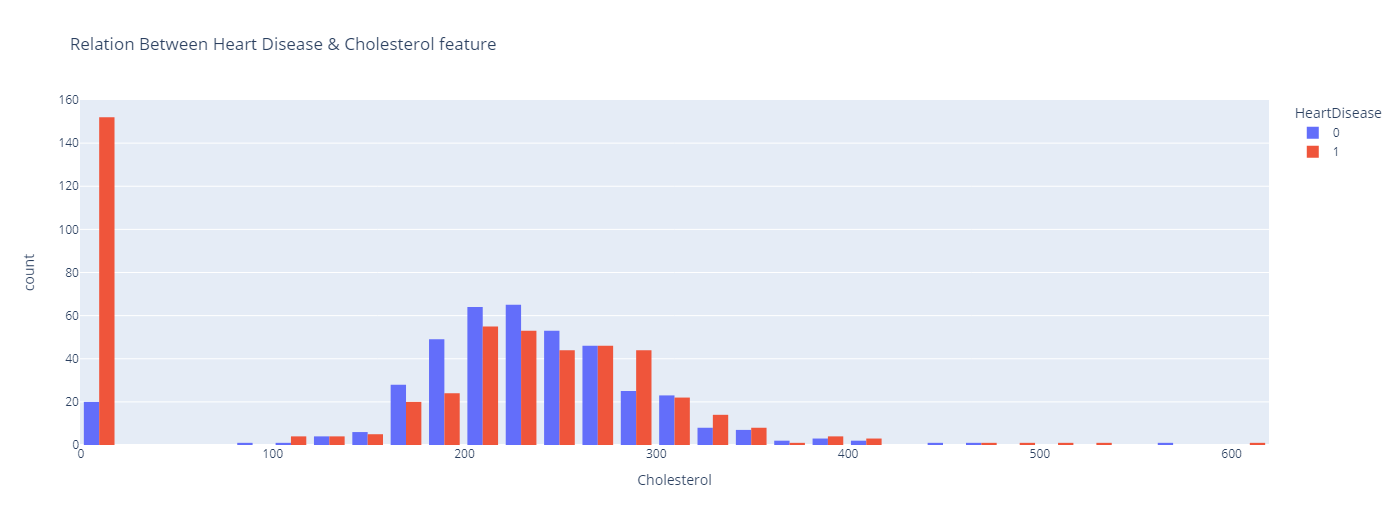 Relation Between Heart Disease & Cholesterol feature
HeartDisease
0
1
160
140
120
100
80
60
40
20
0
count
0 100 200 300 400 500 600
Cholesterol